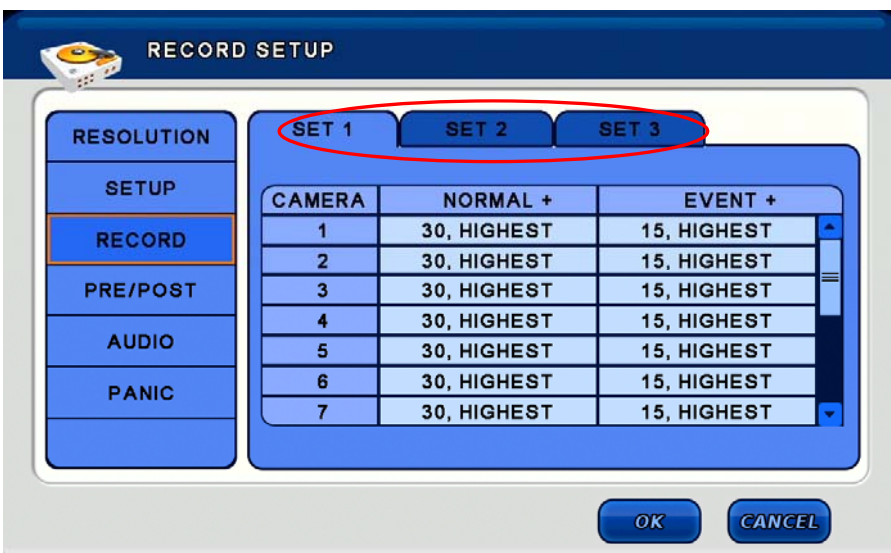 RECORD SETUP
RESOLUTION
SETUP
RECORD
PRE/POST
AUDIO
PANIC
SET 1 SET 2 SET 3
CAMERA NORMAL + EVENT +
1 30, HIGHEST 15, HIGHEST
2 30, HIGHEST 15, HIGHEST
3 30, HIGHEST 15, HIGHEST
4 30, HIGHEST 15, HIGHEST
5 30, HIGHEST 15, HIGHEST
6 30, HIGHEST 15, HIGHEST
7 30, HIGHEST 15, HIGHEST
OK CANCEL